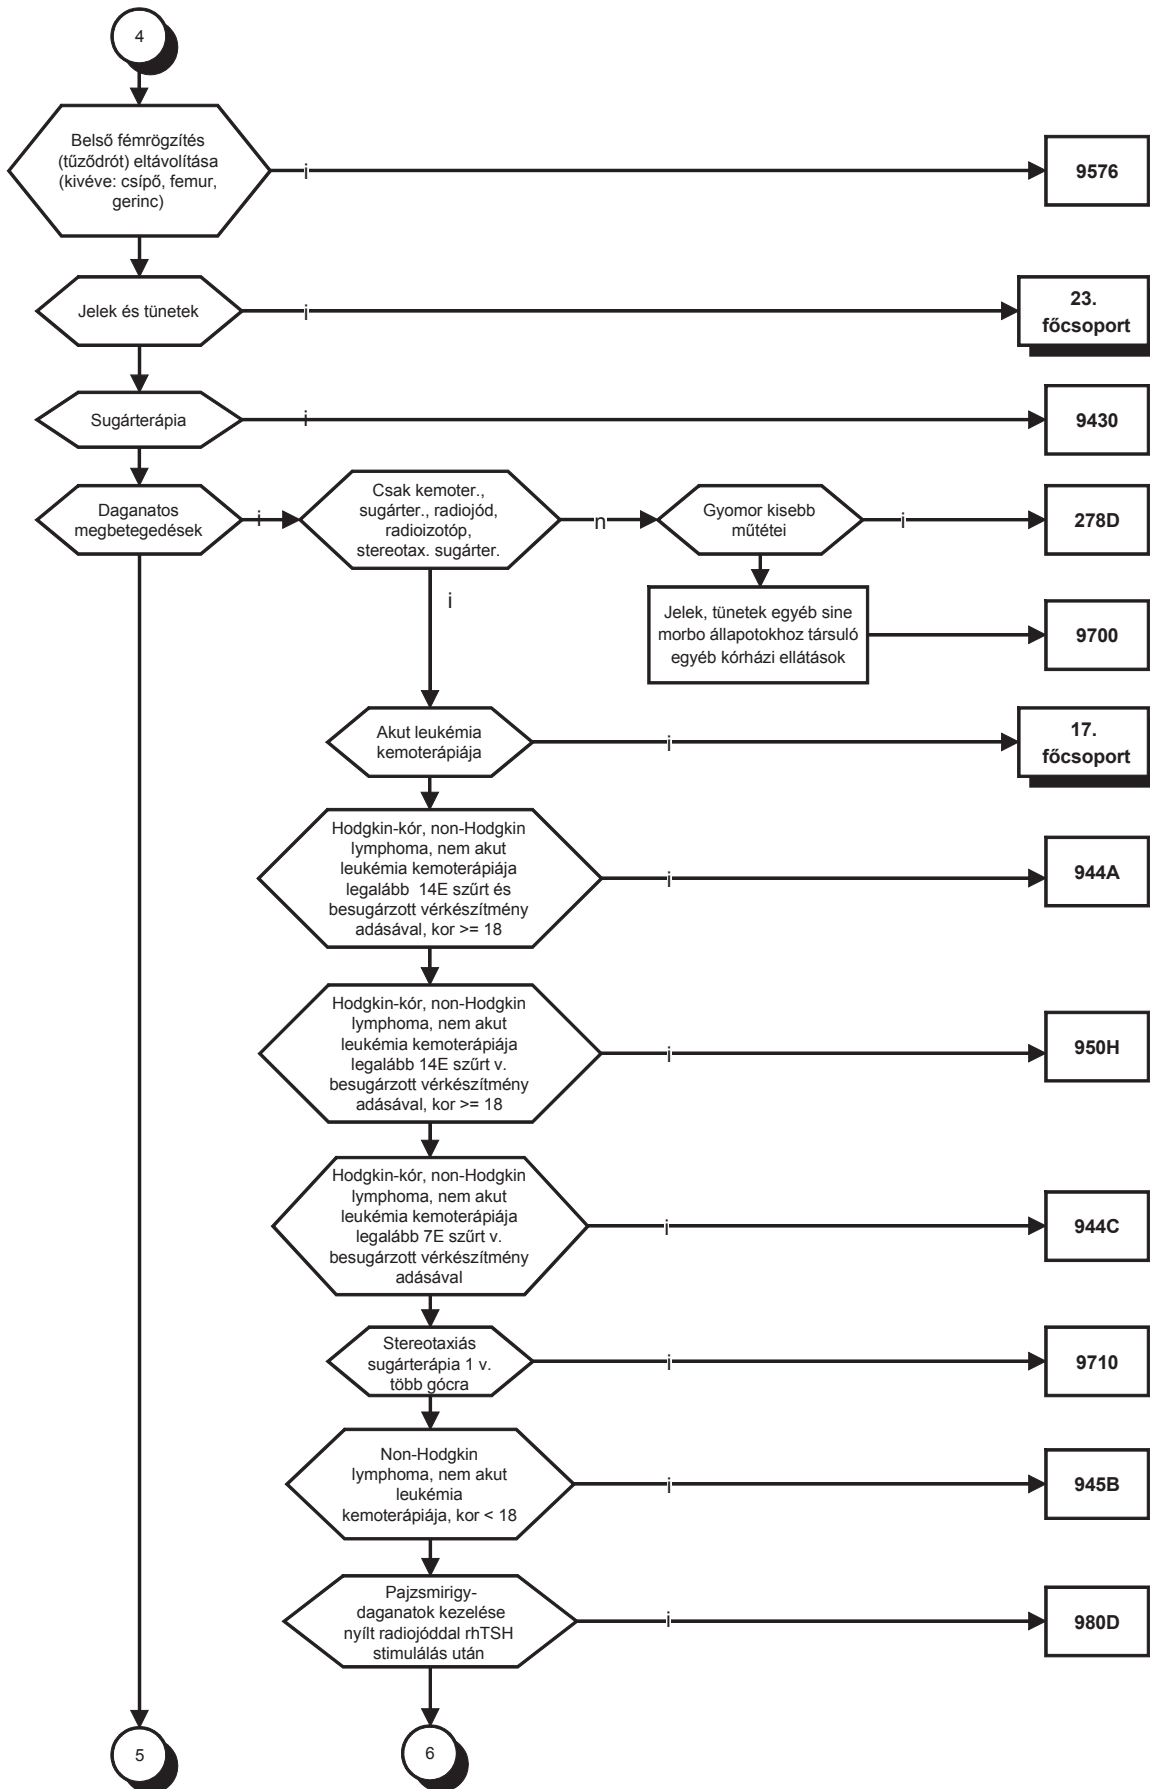 4
Belső fémrögzítés
(tűződrót) eltávolítása
(kivéve: csípő, femur,
gerinc)
i
9576
Jelek és tünetek
i
23.
főcsoport
Sugárterápia
i
9430
Daganatos
megbetegedések
i
Csak kemoter.,
sugárter., radiojód,
radioizotóp,
stereotax. sugárter.
n
Gyomor kisebb
műtétei
i
278D
i
Jelek, tünetek egyéb sine
morbo állapotokhoz társuló
egyéb kórházi ellátások
9700
Akut leukémia
kemoterápiája
i
17.
főcsoport
Hodgkin-kór, non-Hodgkin
lymphoma, nem akut
leukémia kemoterápiája
legalább 14E szűrt és
besugárzott vérkészítmény
adásával, kor >= 18
i
944A
Hodgkin-kór, non-Hodgkin
lymphoma, nem akut
leukémia kemoterápiája
legalább 14E szűrt v.
besugárzott vérkészítmény
adásával, kor >= 18
i
950H
Hodgkin-kór, non-Hodgkin
lymphoma, nem akut
leukémia kemoterápiája
legalább 7E szűrt v.
besugárzott vérkészítmény
adásával
i
944C
Stereotaxiás
sugárterápia 1 v.
több gócra
i
9710
Non-Hodgkin
lymphoma, nem akut
leukémia
kemoterápiája, kor < 18
i
945B
Pajzsmirigy-
daganatok kezelése
nyílt radiojóddal rhTSH
stimulálás után
i
980D
5
6